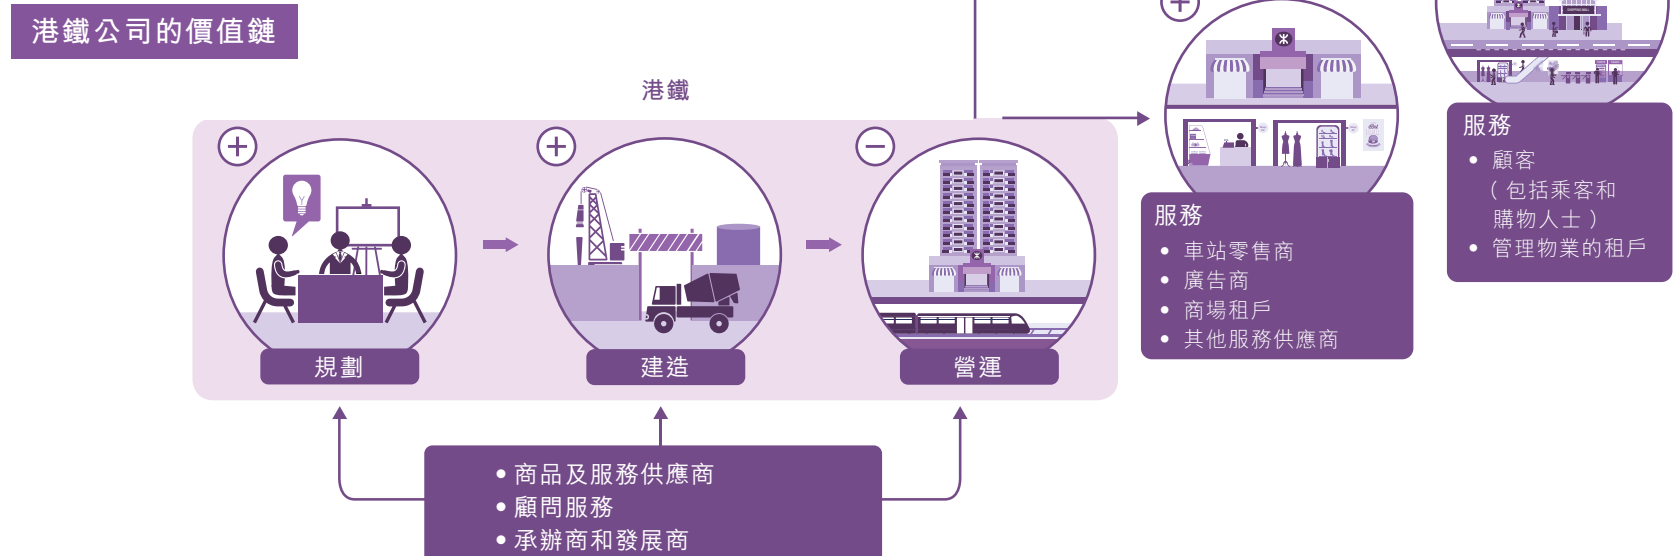 港鐵公司的價值鏈
港鐵
規劃
建造
營運
商品及服務供應商
顧問服務
承辦商和發展商
服務
車站零售商
廣告商
商場租戶
其他服務供應商
服務
顧客
（包括乘客和
購物人士）
管理物業的租戶